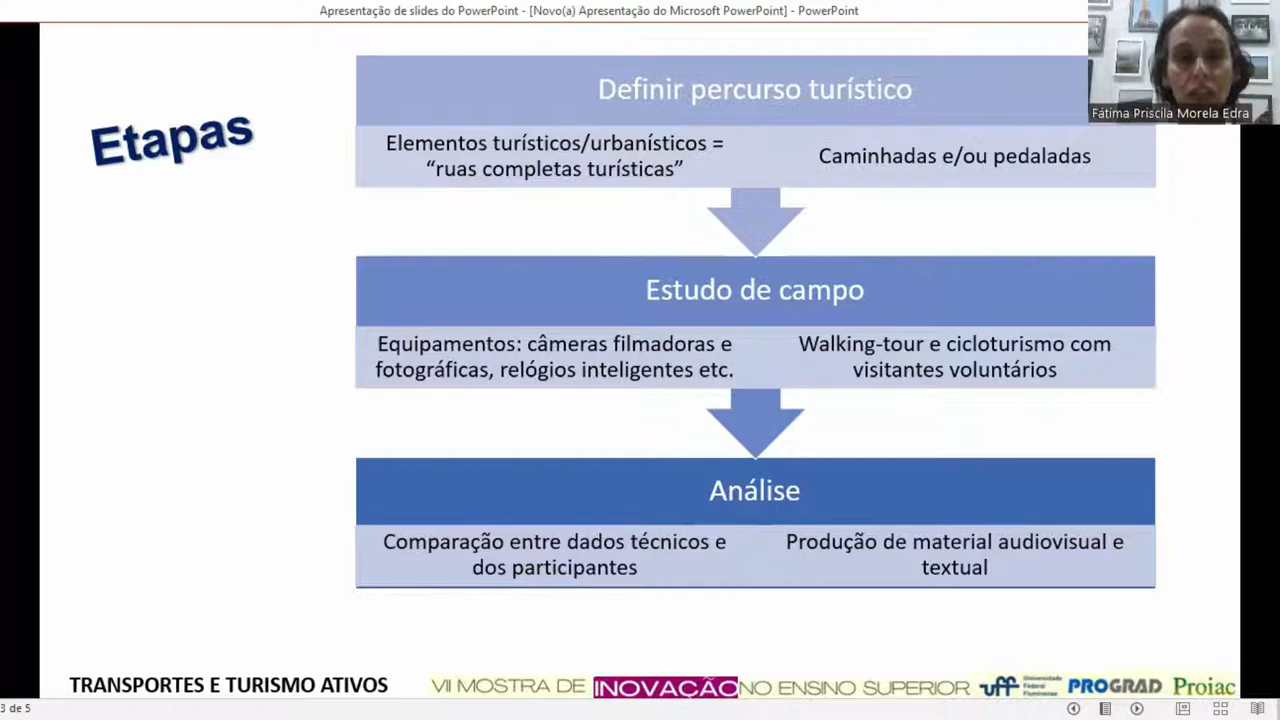 Apresentação de slides do PowerPoint - [Novo(a) Apresentação do Microsoft PowerPoint] - PowerPoint
Fátima Priscila Morela Edra
Etapas
Definir percurso turístico
Elementos turísticos/urbanísticos =
“ruas completas turísticas”
Caminhadas e/ou pedaladas
Estudo de campo
Equipamentos: câmeras filmadoras e
fotográficas, relógios inteligentes etc.
Walking-tour e cicloturismo com
visitantes voluntários
Análise
Comparação entre dados técnicos e
dos participantes
Produção de material audiovisual e
textual
TRANSPORTES E TURISMO ATIVOS
VII MOSTRA DE INOVAÇÃO NO ENSINO SUPERIOR
uff
Universidade
Federal
Fluminense
PROGRAD
Proiac
3 de 5